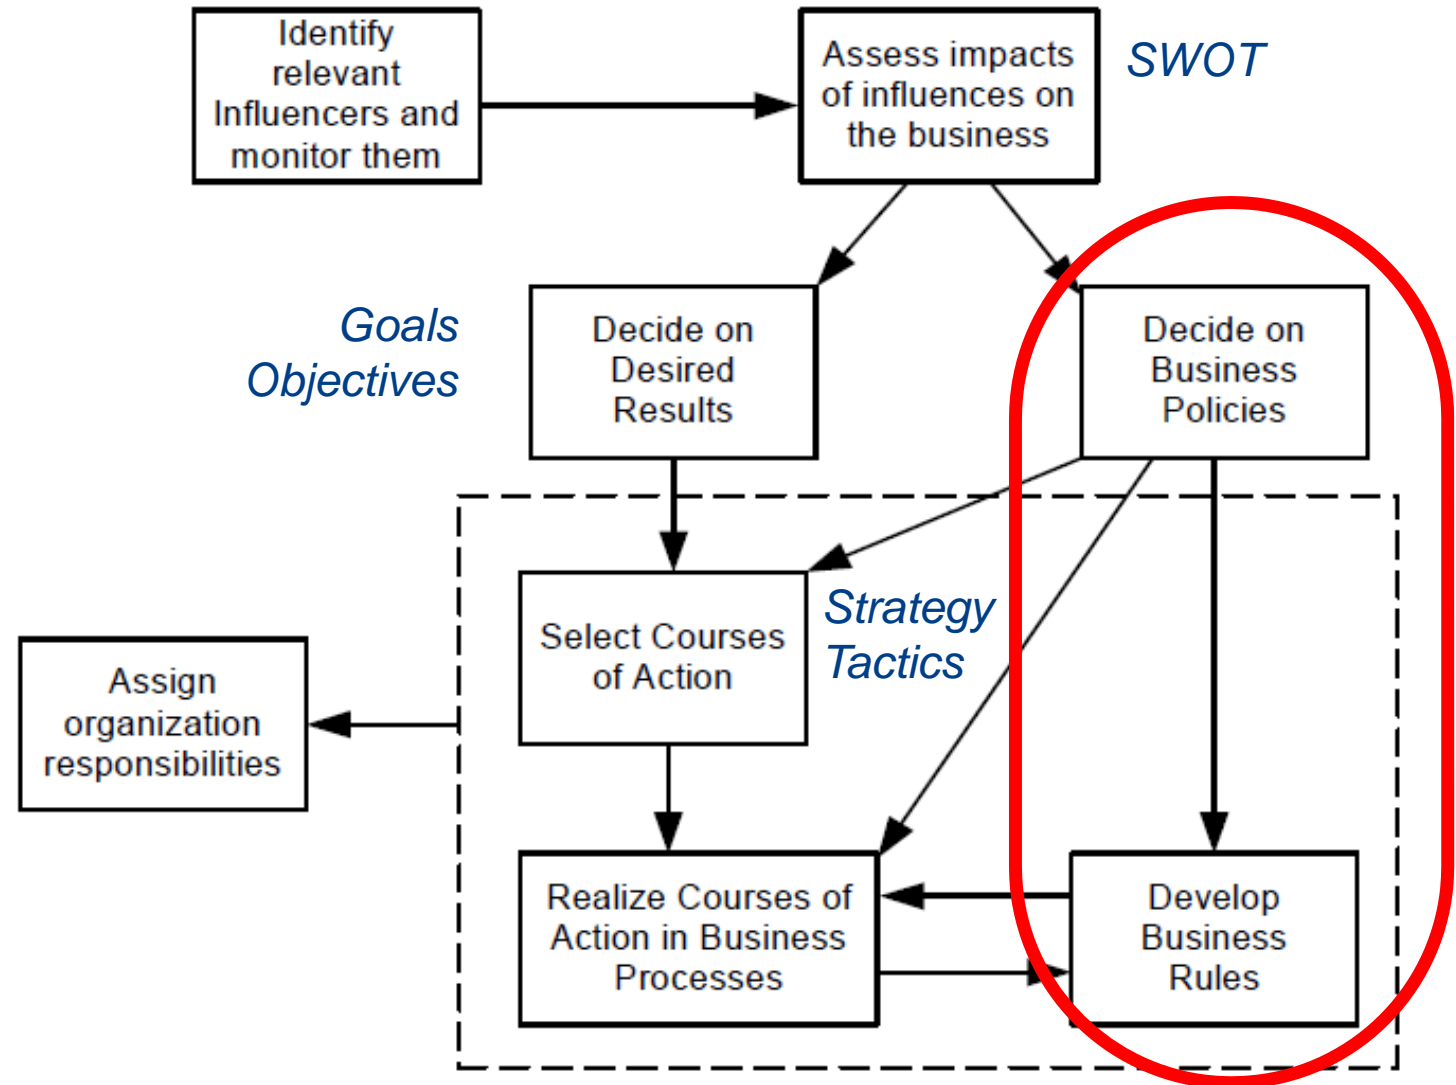 Identify
relevant
Influencers and
monitor them
Assess impacts
of influences on
the business
SWOT
Goals
Objectives
Decide on
Desired
Results
Decide on
Business
Policies
Select Courses
of Action
Strategy
Tactics
Assign
organization
responsibilities
Realize Courses of
Action in Business
Processes
Develop
Business
Rules